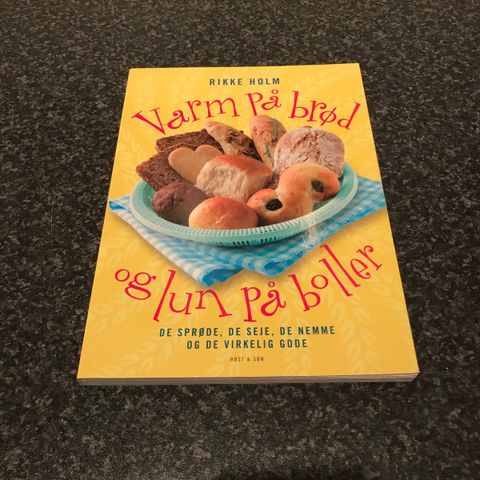 RIKKE HOLM
Varm på brød
og lun på boller
DE SPRØDE, DE SEJE, DE NEMME
OG DE VIRKELIG GODE
HØST & SØN